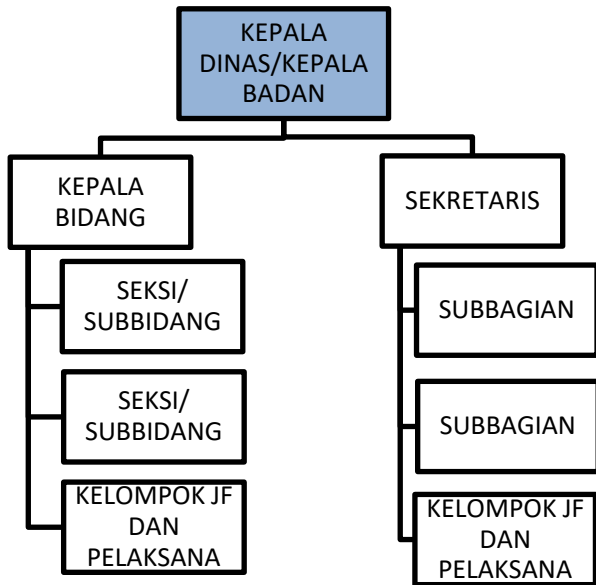 KEPALA
DINAS/KEPALA
BADAN
KEPALA
BIDANG
SEKSI/
SUBBIDANG
SEKSI/
SUBBIDANG
KELOMPOK JF
DAN
PELAKSANA
SEKRETARIS
SUBBAGIAN
SUBBAGIAN
KELOMPOK JF
DAN
PELAKSANA